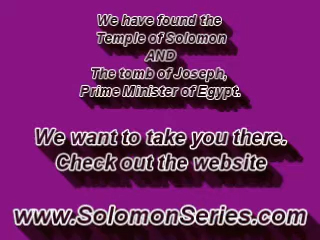 We have found the
Temple of Solomon
AND
The tomb of Joseph,
Prime Minister of Egypt.
We want to take you there.
Check out the website
www.SolomonSeries.com